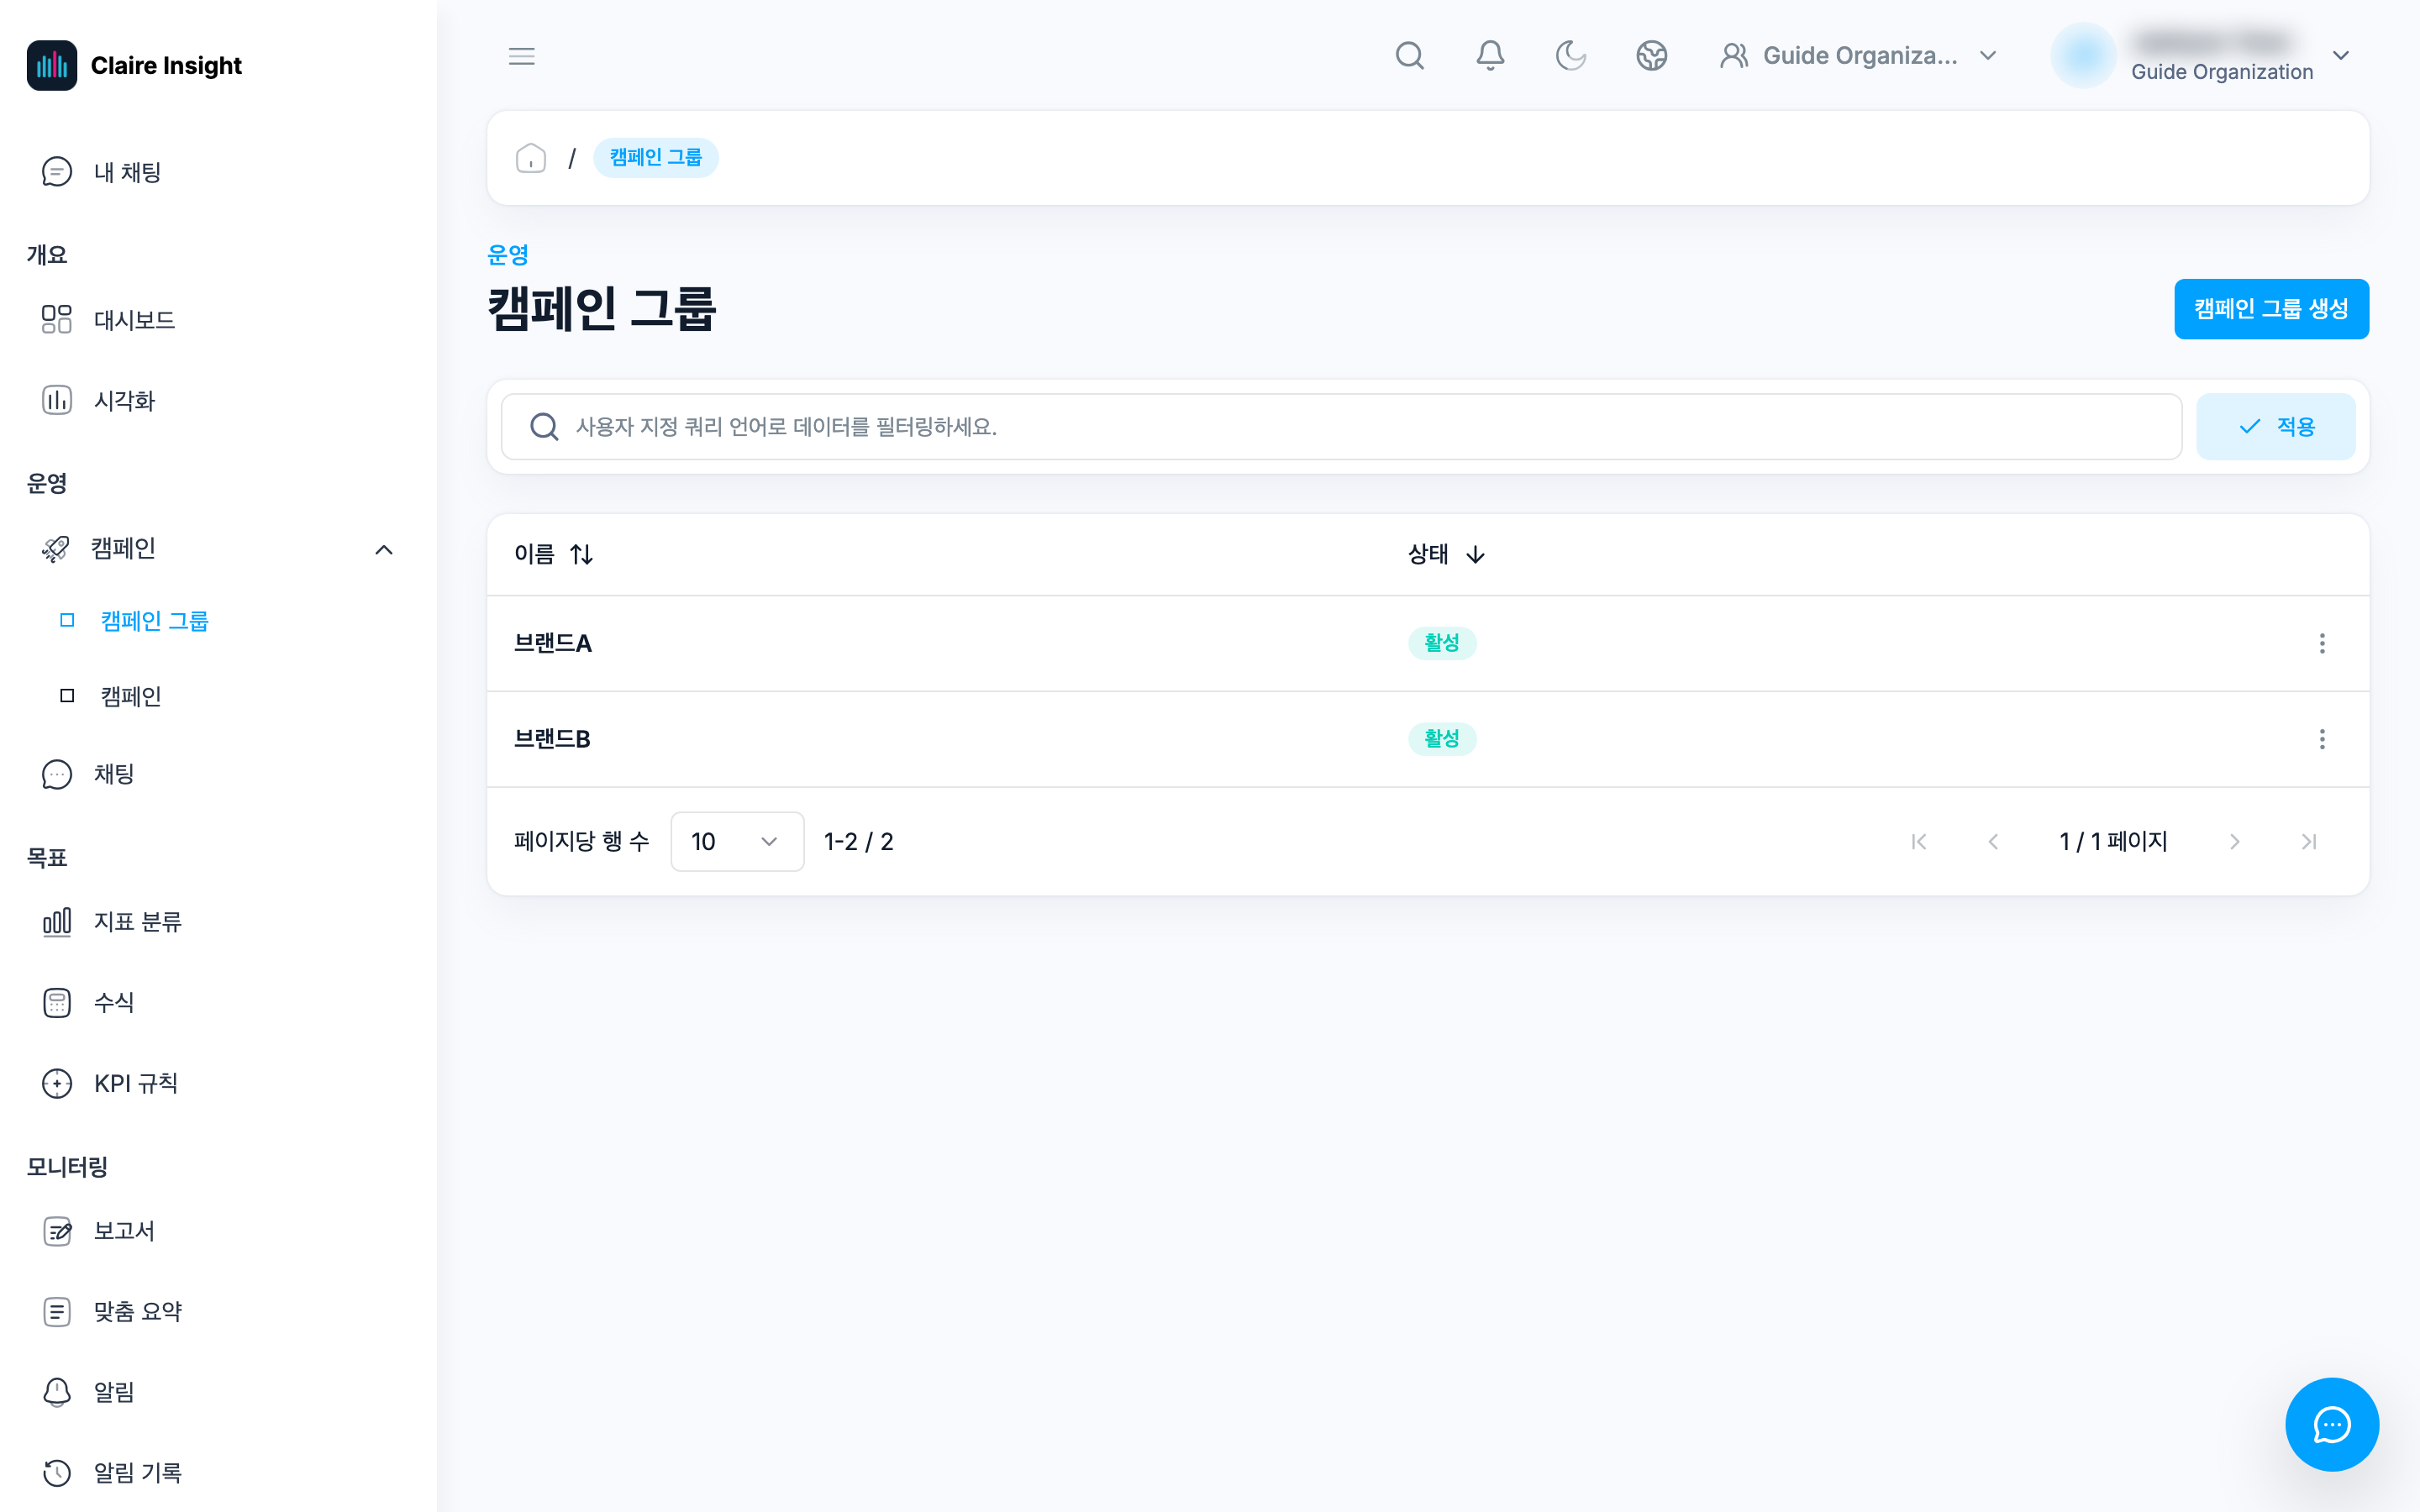 Claire Insight
내 채팅
개요
대시보드
시각화
운영
캠페인
캠페인 그룹
캠페인
채팅
목표
지표 분류
수식
KPI 규칙
모니터링
보고서
맞춤 요약
알림
알림 기록
Guide Organiza...
Guide Organization
/ 캠페인 그룹
운영
캠페인 그룹
캠페인 그룹 생성
사용자 지정 쿼리 언어로 데이터를 필터링하세요.
적용
이름 상태
브랜드A 활성
브랜드B 활성
페이지당 행 수 10 1-2 / 2 1 / 1 페이지